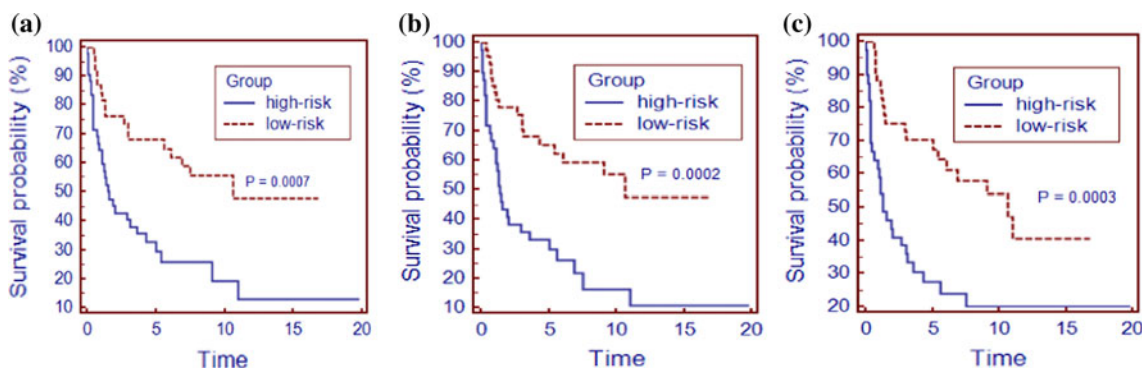 (a)
Survival probability (%)
100
90
80
70
60
50
40
30
20
10
Group
high-risk
low-risk
P = 0.0007
0
5
10
15
20
Time
(b)
Survival probability (%)
100
90
80
70
60
50
40
30
20
10
Group
high-risk
low-risk
P = 0.0002
0
5
10
15
20
Time
(c)
Survival probability (%)
100
90
80
70
60
50
40
30
20
Group
high-risk
low-risk
P = 0.0003
0
5
10
15
20
Time